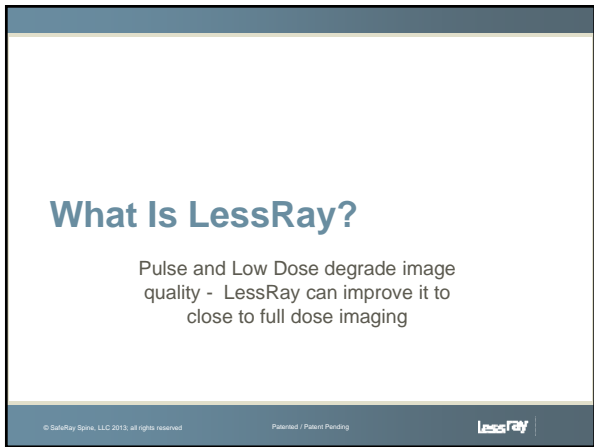 What Is LessRay?
Pulse and Low Dose degrade image
quality - LessRay can improve it to
close to full dose imaging
© SafeRay Spine, LLC 2013; all rights reserved
Patented / Patent Pending
Lessray